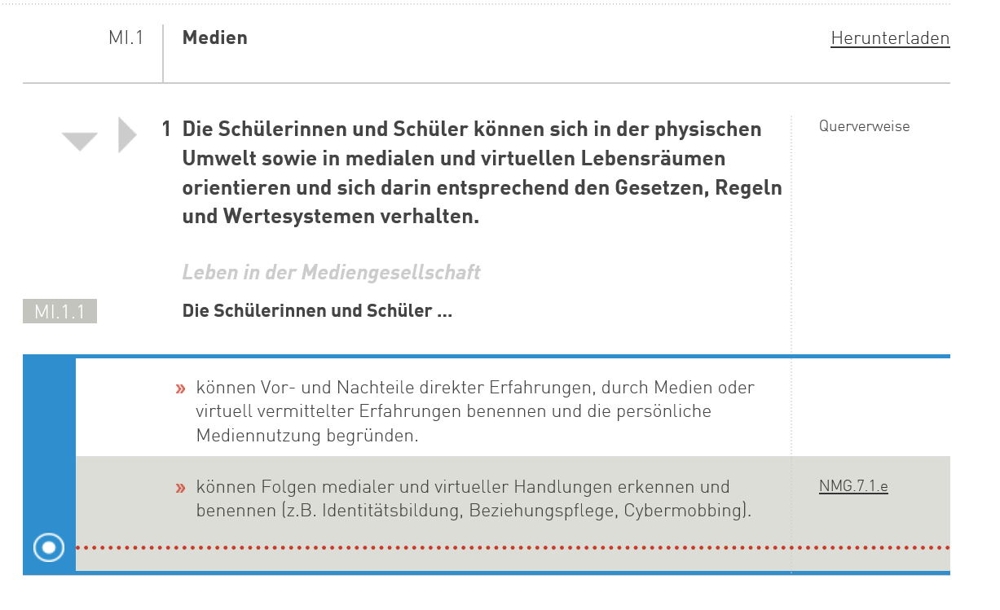 MI.1 Medien Herunterladen
1 Die Schülerinnen und Schüler können sich in der physischen Querverweise
Umwelt sowie in medialen und virtuellen Lebensräumen
orientieren und sich darin entsprechend den Gesetzen, Regeln
und Wertesystemen verhalten.
Leben in der Mediengesellschaft
MI.1.1 Die Schülerinnen und Schüler ...
» können Vor- und Nachteile direkter Erfahrungen, durch Medien oder
virtuell vermittelter Erfahrungen benennen und die persönliche
Mediennutzung begründen.
» können Folgen medialer und virtueller Handlungen erkennen und NMG.7.1.e
benennen (z.B. Identitätsbildung, Beziehungspflege, Cybermobbing).